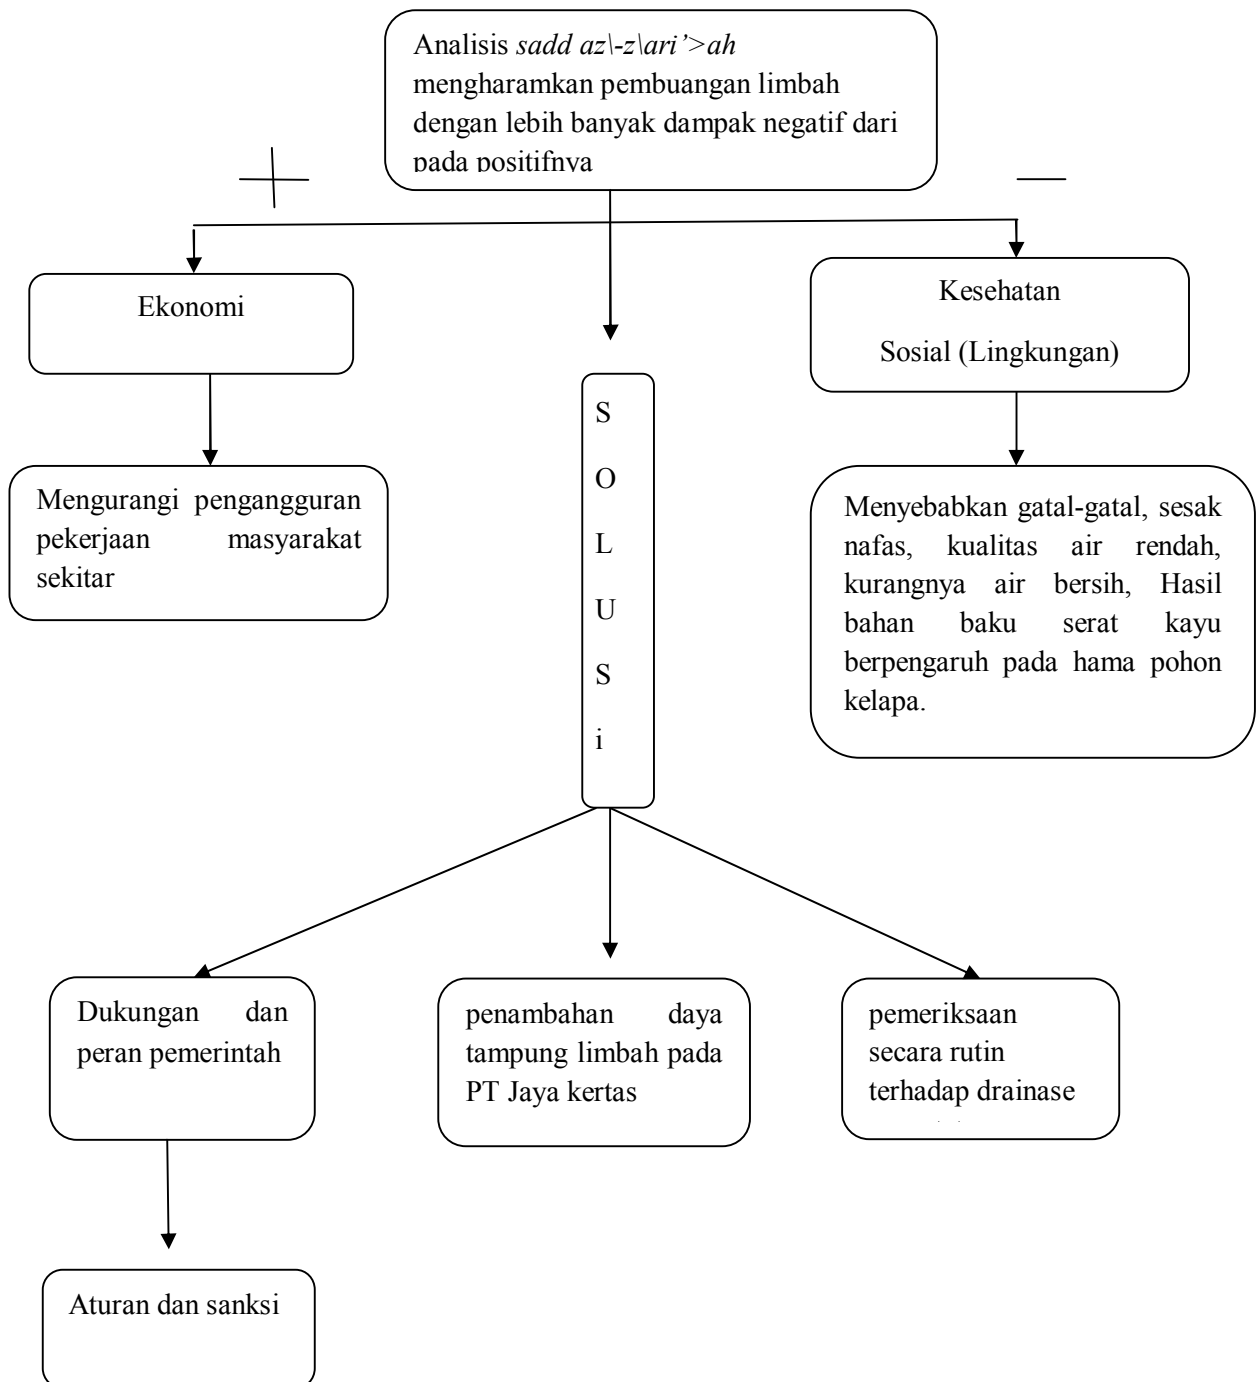 Analisis sadd az\-z\ari’>ah
mengharamkan pembuangan limbah
dengan lebih banyak dampak negatif dari
pada positifnya
Ekonomi
Kesehatan
Sosial (Lingkungan)
Mengurangi pengangguran
pekerjaan masyarakat
sekitar
S
O
L
U
S
i
Menyebabkan gatal-gatal, sesak
nafas, kualitas air rendah,
kurangnya air bersih, Hasil
bahan baku serat kayu
berpengaruh pada hama pohon
kelapa.
Dukungan dan
peran pemerintah
penambahan daya
tampung limbah pada
PT Jaya kertas
pemeriksaan
secara rutin
terhadap drainase
Aturan dan sanksi